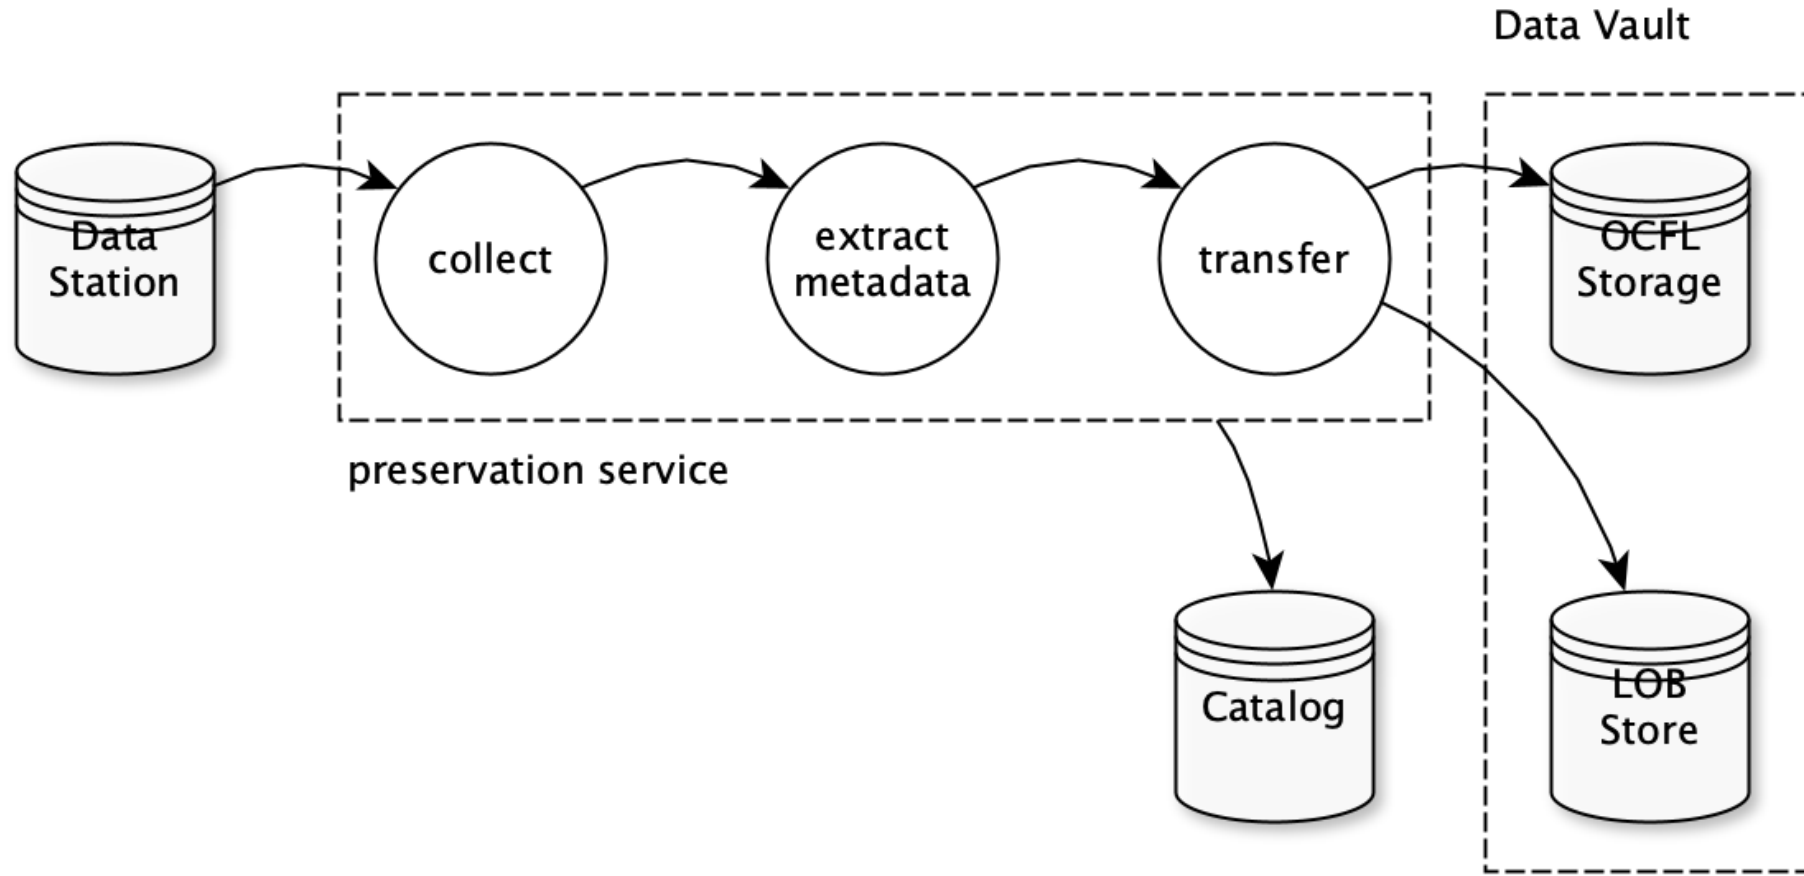 Data Vault
Data
Station
collect
extract
metadata
transfer
OCFL
Storage
preservation service
Catalog
LOB
Store